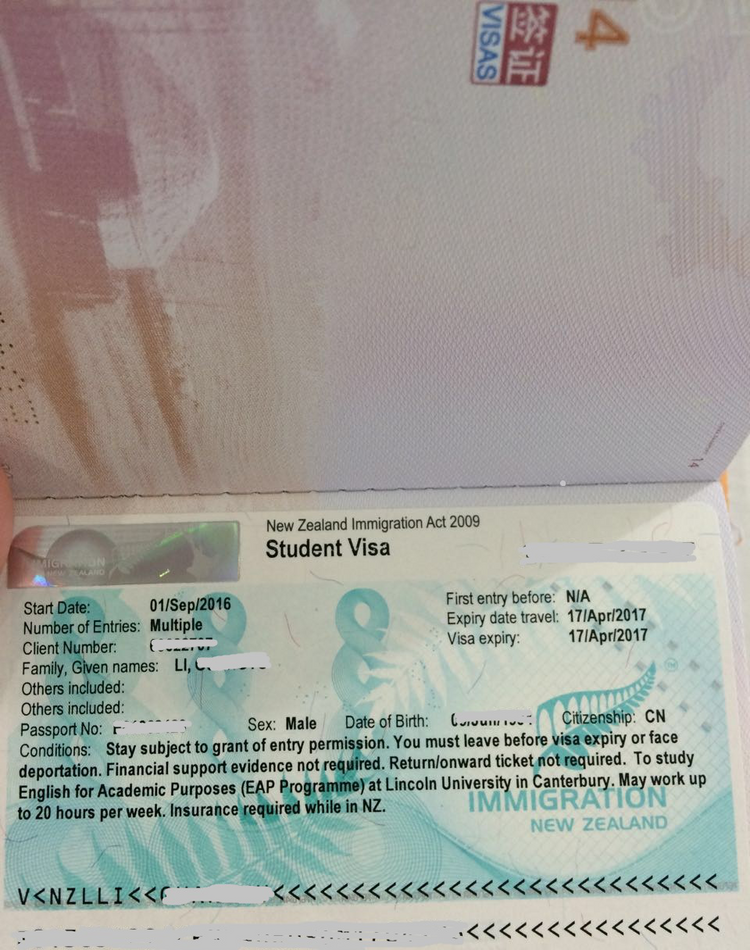 4
签证
VISAS
14
New Zealand Immigration Act 2009
Student Visa
IMMIGRATION
NEW ZEALAND
Start Date: 01/Sep/2016
First entry before: N/A
Number of Entries: Multiple
Expiry date travel: 17/Apr/2017
Client Number:
Visa expiry: 17/Apr/2017
Family, Given names: LI,
Others included:
Others included:
Passport No: Sex: Male Date of Birth: Citizenship: CN
Conditions: Stay subject to grant of entry permission. You must leave before visa expiry or face
deportation. Financial support evidence not required. Return/onward ticket not required. To study
English for Academic Purposes (EAP Programme) at Lincoln University in Canterbury. May work up
to 20 hours per week. Insurance required while in NZ.
IMMIGRATION
NEW ZEALAND
V<NZLLI<<